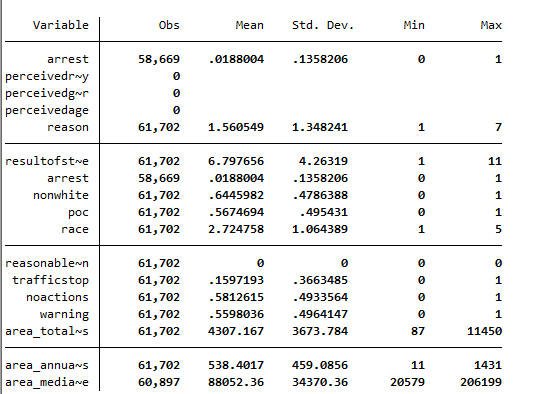 Variable Obs Mean Std. Dev. Min Max
arrest 58,669 .0188004 .1358206 0 1
perceivedr~y 0
perceivedg~r 0
perceivedage 0
reason 61,702 1.560549 1.348241 1 7
resultofst~e 61,702 6.797656 4.26319 1 11
arrest 58,669 .0188004 .1358206 0 1
nonwhite 61,702 .6445982 .4786388 0 1
poc 61,702 .5674694 .495431 0 1
race 61,702 2.724758 1.064389 1 5
reasonable~n 61,702 0 0 0 0
trafficstop 61,702 .1597193 .3663485 0 1
noactions 61,702 .5812615 .4933564 0 1
warning 61,702 .5598036 .4964147 0 1
area_total~s 61,702 4307.167 3673.784 87 11450
area_annua~s 61,702 538.4017 459.0856 11 1431
area_media~e 60,897 88052.36 34370.36 20579 206199